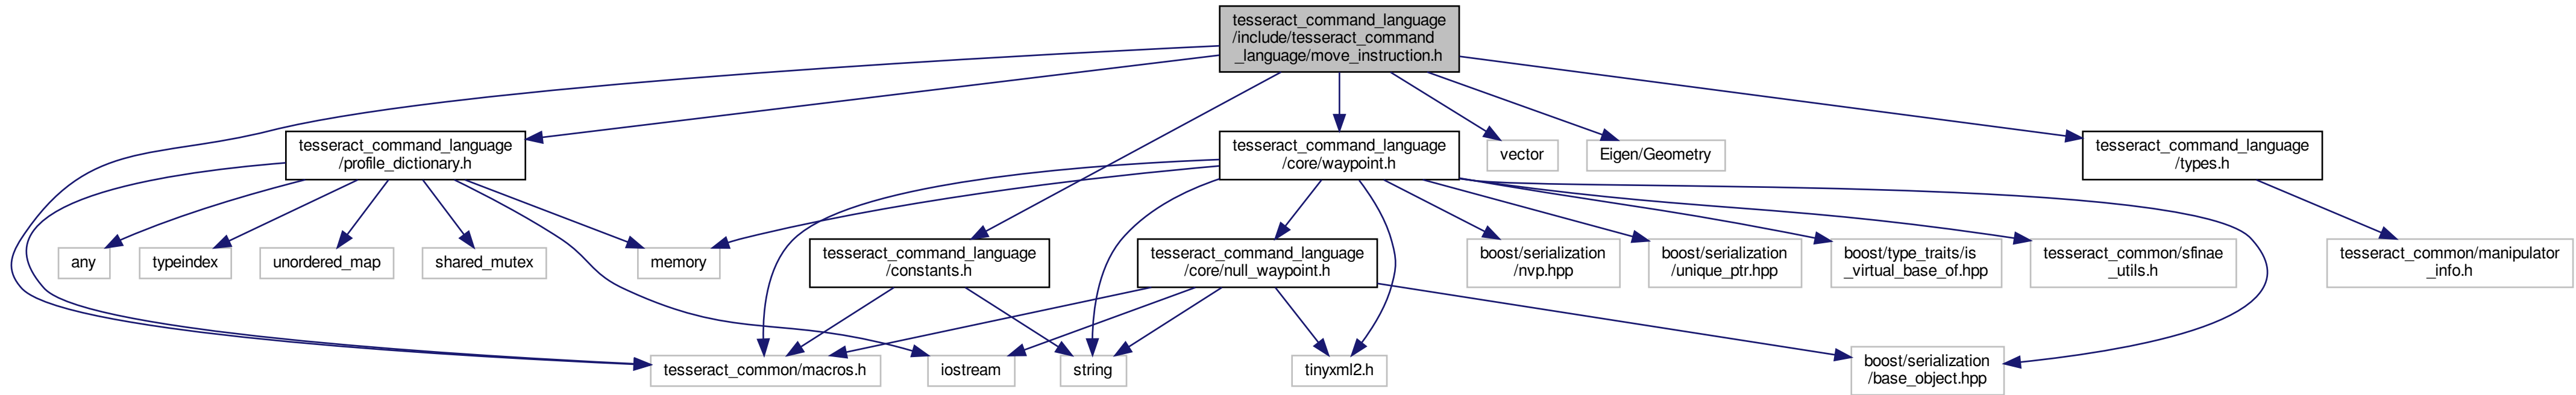 tesseract_command_language
/include/tesseract_command
_language/move_instruction.h
tesseract_command_language
/profile_dictionary.h
tesseract_command_language
/core/waypoint.h
vector
Eigen/Geometry
tesseract_command_language
/types.h
any
typeindex
unordered_map
shared_mutex
memory
tesseract_command_language
/constants.h
tesseract_command_language
/core/null_waypoint.h
boost/serialization
/nvp.hpp
boost/serialization
/unique_ptr.hpp
boost/type_traits/is
_virtual_base_of.hpp
tesseract_common/sfinae
_utils.h
tesseract_common/manipulator
_info.h
tesseract_common/macros.h
iostream
string
tinyxml2.h
boost/serialization
/base_object.hpp